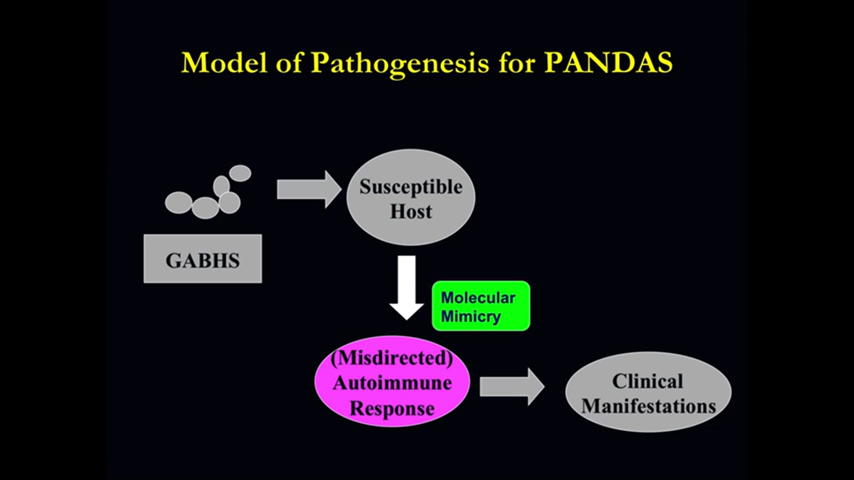 Model of Pathogenesis for PANDAS
Susceptible
Host
GABHS
Molecular
Mimicry
(Misdirected)
Autoimmune
Response
Clinical
Manifestations